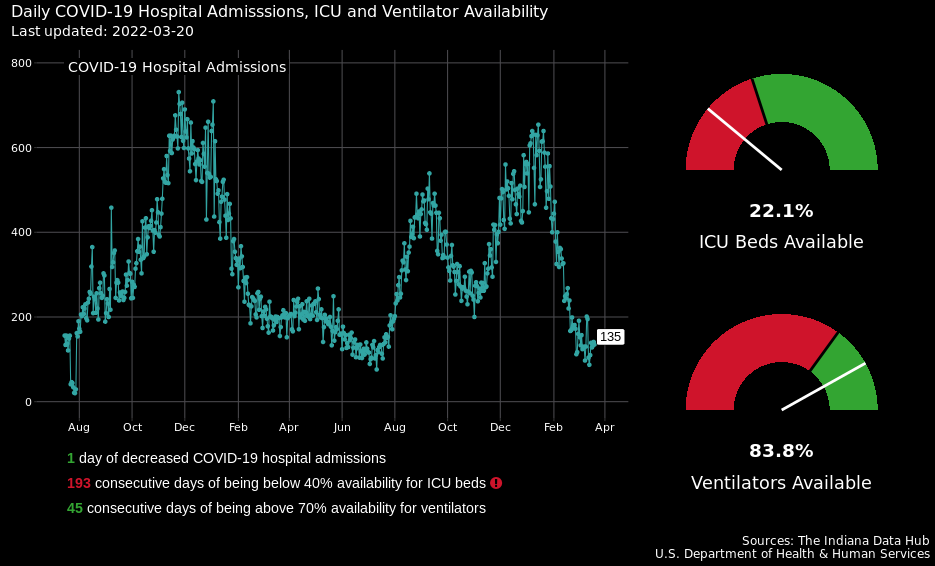 Daily COVID-19 Hospital Admisssions, ICU and Ventilator Availability
Last updated: 2022-03-20
COVID-19 Hospital Admissions
800
600
400
200
0
135
Aug Oct Dec Feb Apr Jun Aug Oct Dec Feb Apr
1 day of decreased COVID-19 hospital admissions
193 consecutive days of being below 40% availability for ICU beds
45 consecutive days of being above 70% availability for ventilators
22.1%
ICU Beds Available
83.8%
Ventilators Available
Sources: The Indiana Data Hub
U.S. Department of Health & Human Services